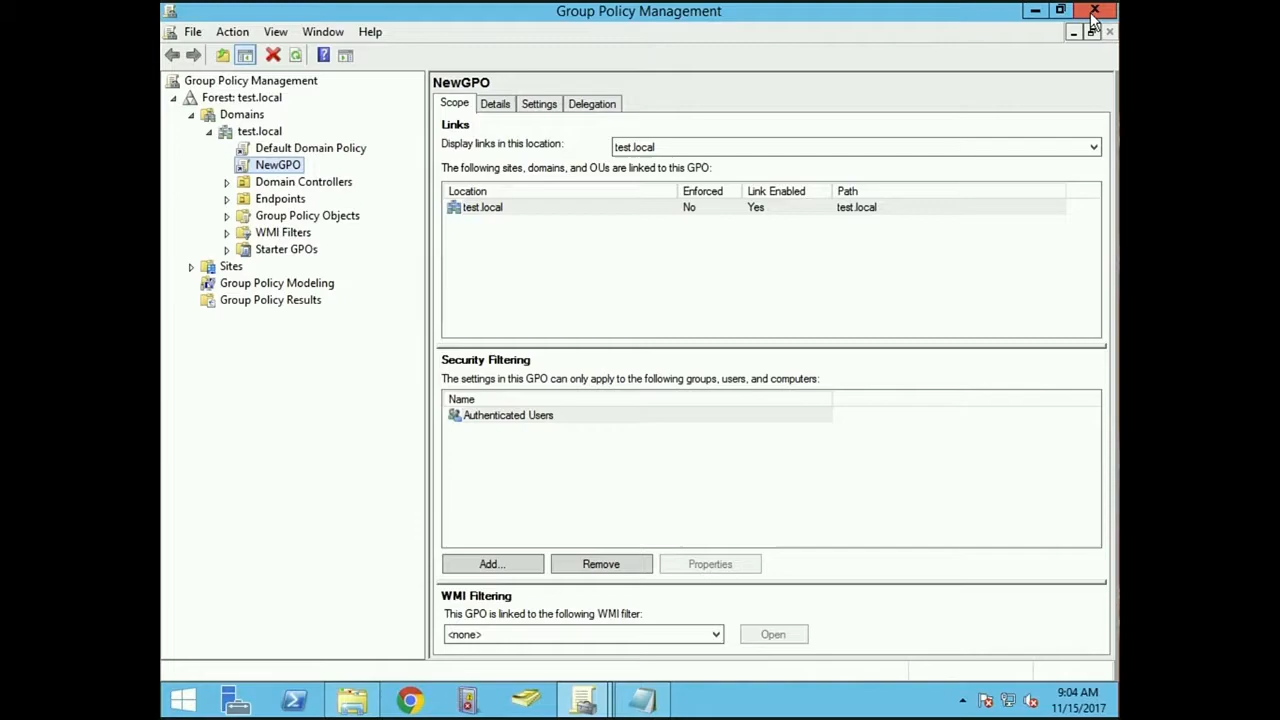 Group Policy Management
File Action View Window Help
Group Policy Management
Forest: test.local
Domains
test.local
Default Domain Policy
NewGPO
Domain Controllers
Endpoints
Group Policy Objects
WMI Filters
Starter GPOs
Sites
Group Policy Modeling
Group Policy Results
NewGPO
Scope Details Settings Delegation
Links
Display links in this location: test.local
The following sites, domains, and OUs are linked to this GPO:
Location Enforced Link Enabled Path
test.local No Yes test.local
Security Filtering
The settings in this GPO can only apply to the following groups, users, and computers:
Name
Authenticated Users
Add... Remove Properties
WMI Filtering
This GPO is linked to the following WMI filter:
<none> Open
9:04 AM
11/15/2017